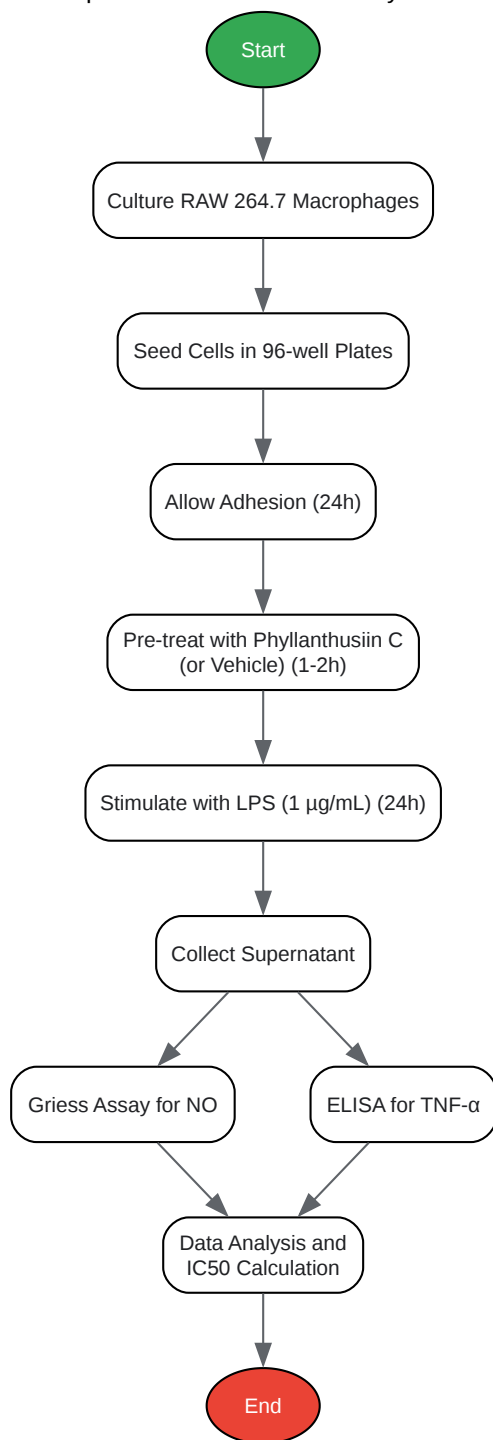 Start
Culture RAW 264.7 Macrophages
Seed Cells in 96-well Plates
Allow Adhesion (24h)
Pre-treat with Phyllanthusiin C
(or Vehicle) (1-2h)
Stimulate with LPS (1 µg/mL) (24h)
Collect Supernatant
Griess Assay for NO
ELISA for TNF-α
Data Analysis and
IC50 Calculation
End